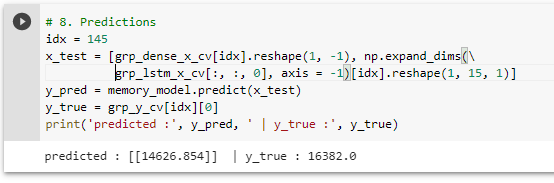 # 8. Predictions
idx = 145
x_test = [grp_dense_x_cv[idx].reshape(1, -1), np.expand_dims(\
grp_lstm_x_cv[:, :, 0], axis = -1)[idx].reshape(1, 15, 1)]
y_pred = memory_model.predict(x_test)
y_true = grp_y_cv[idx][0]
print('predicted :', y_pred, ' | y_true :', y_true)
predicted : [[14626.854]]  | y_true : 16382.0